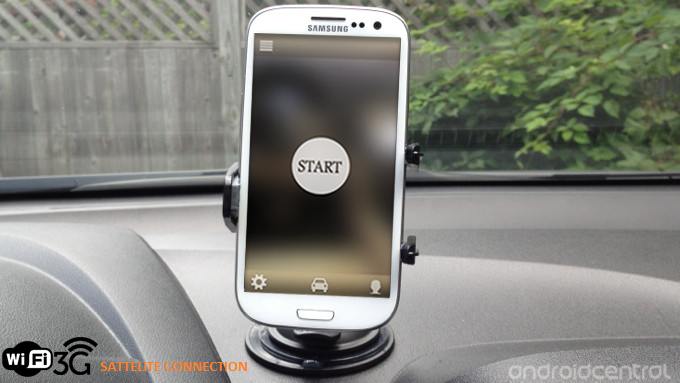 SAMSUNG
START
WiFi 3G SATTELITE CONNECTION
androidcentral